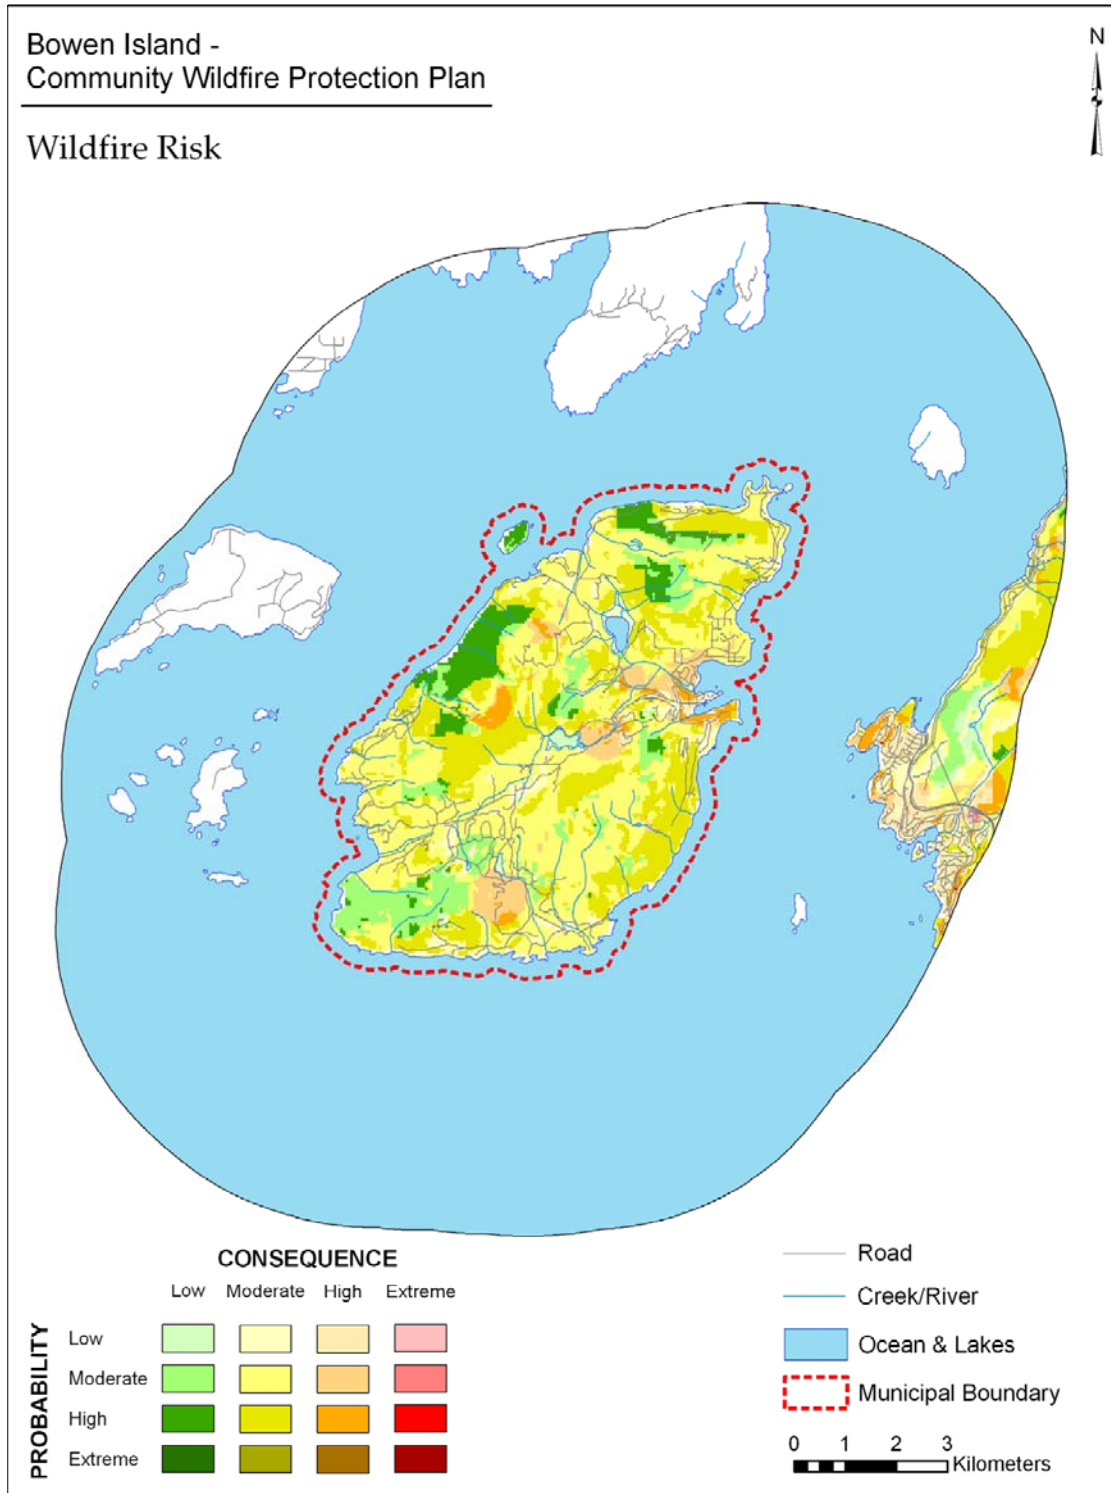 Bowen Island -
Community Wildfire Protection Plan
Wildfire Risk
N
CONSEQUENCE
Low Moderate High Extreme
PROBABILITY
Low
Moderate
High
Extreme
Road
Creek/River
Ocean & Lakes
Municipal Boundary
0 1 2 3
Kilometers